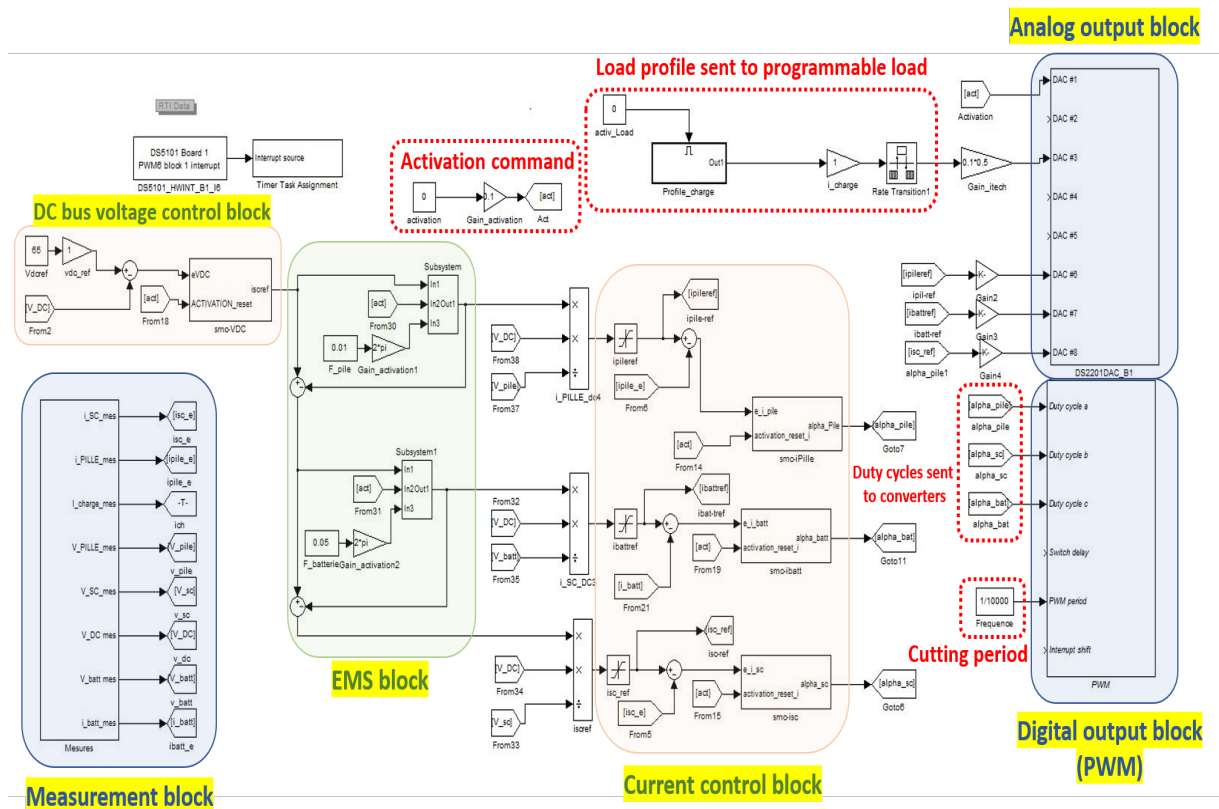 Analog output block
Load profile sent to programmable load
RTI Data
0
activ_Load
[act]
Activation
DAC #1
DAC #2
DAC #3
DAC #4
DAC #5
DAC #6
DAC #7
DAC #8
DS2201DAC_B1
DS5101 Board 1
PWM6 block 1 interrupt
DS5101_HWINT_B1_I6
Interrupt source
Timer Task Assignment
Activation command
0
activation
0.1
Gain_activation
[act]
Act
Out1
Profile_charge
1
i_charge
Rate Transition1
0.1*0.5
Gain_itech
DC bus voltage control block
65
Vdcref
1
vdc_ref
[V_DC]
From2
[act]
From18
eVDC
ACTIVATION_reset
iscref
smo-VDC
Subsystem
In1
In2
Out1
In3
[act]
From30
0.01
F_pile
2*pi
Gain_activation1
Subsystem1
In1
In2
Out1
In3
[act]
From31
0.05
F_batterie
2*pi
Gain_activation2
EMS block
[V_DC]
From38
[V_pile]
From37
×
×
÷
i_PILLE_dc4
From32
[V_DC]
[V_batt]
From35
×
×
÷
i_SC_DC3
[V_DC]
From34
[V_sc]
From33
×
×
÷
iscref
ipileref
[ipileref]
ipile-ref
[ipile_e]
From6
[act]
From14
e_i_pile
activation_reset_i
alpha_Pile
smo-iPille
[alpha_pile]
Goto7
ibattref
[ibattref]
ibat-tref
[i_batt]
From21
[act]
From19
e_i_batt
activation_reset_i
alpha_batt
smo-ibatt
[alpha_bat]
Goto11
isc_ref
[isc_ref]
iso-ref
[isc_e]
From5
[act]
From15
e_i_sc
activation_reset_i
alpha_sc
smo-isc
[alpha_sc]
Goto6
Current control block
[ipileref]
ipil-ref
-K-
Gain2
[ibattref]
ibatt-ref
-K-
Gain3
[isc_ref]
alpha_pile1
-K-
Gain4
[alpha_pile]
alpha_pile
[alpha_sc]
alpha_sc
[alpha_bat]
alpha_bat
Duty cycles sent
to converters
Duty cycle a
Duty cycle b
Duty cycle c
Switch delay
PWM period
Interrupt shift
PWM
1/10000
Frequence
Cutting period
Digital output block
(PWM)
i_SC_mes
i_PILLE_mes
I_charge_mes
V_PILLE_mes
V_SC_mes
V_DC_mes
V_batt mes
i_batt_mes
Mesures
[isc_e]
isc_e
[ipile_e]
ipile_e
-T-
ich
[V_pile]
v_pile
[V_sc]
v_sc
[V_DC]
v_dc
[V_batt]
v_batt
[i_batt]
ibatt_e
Measurement block